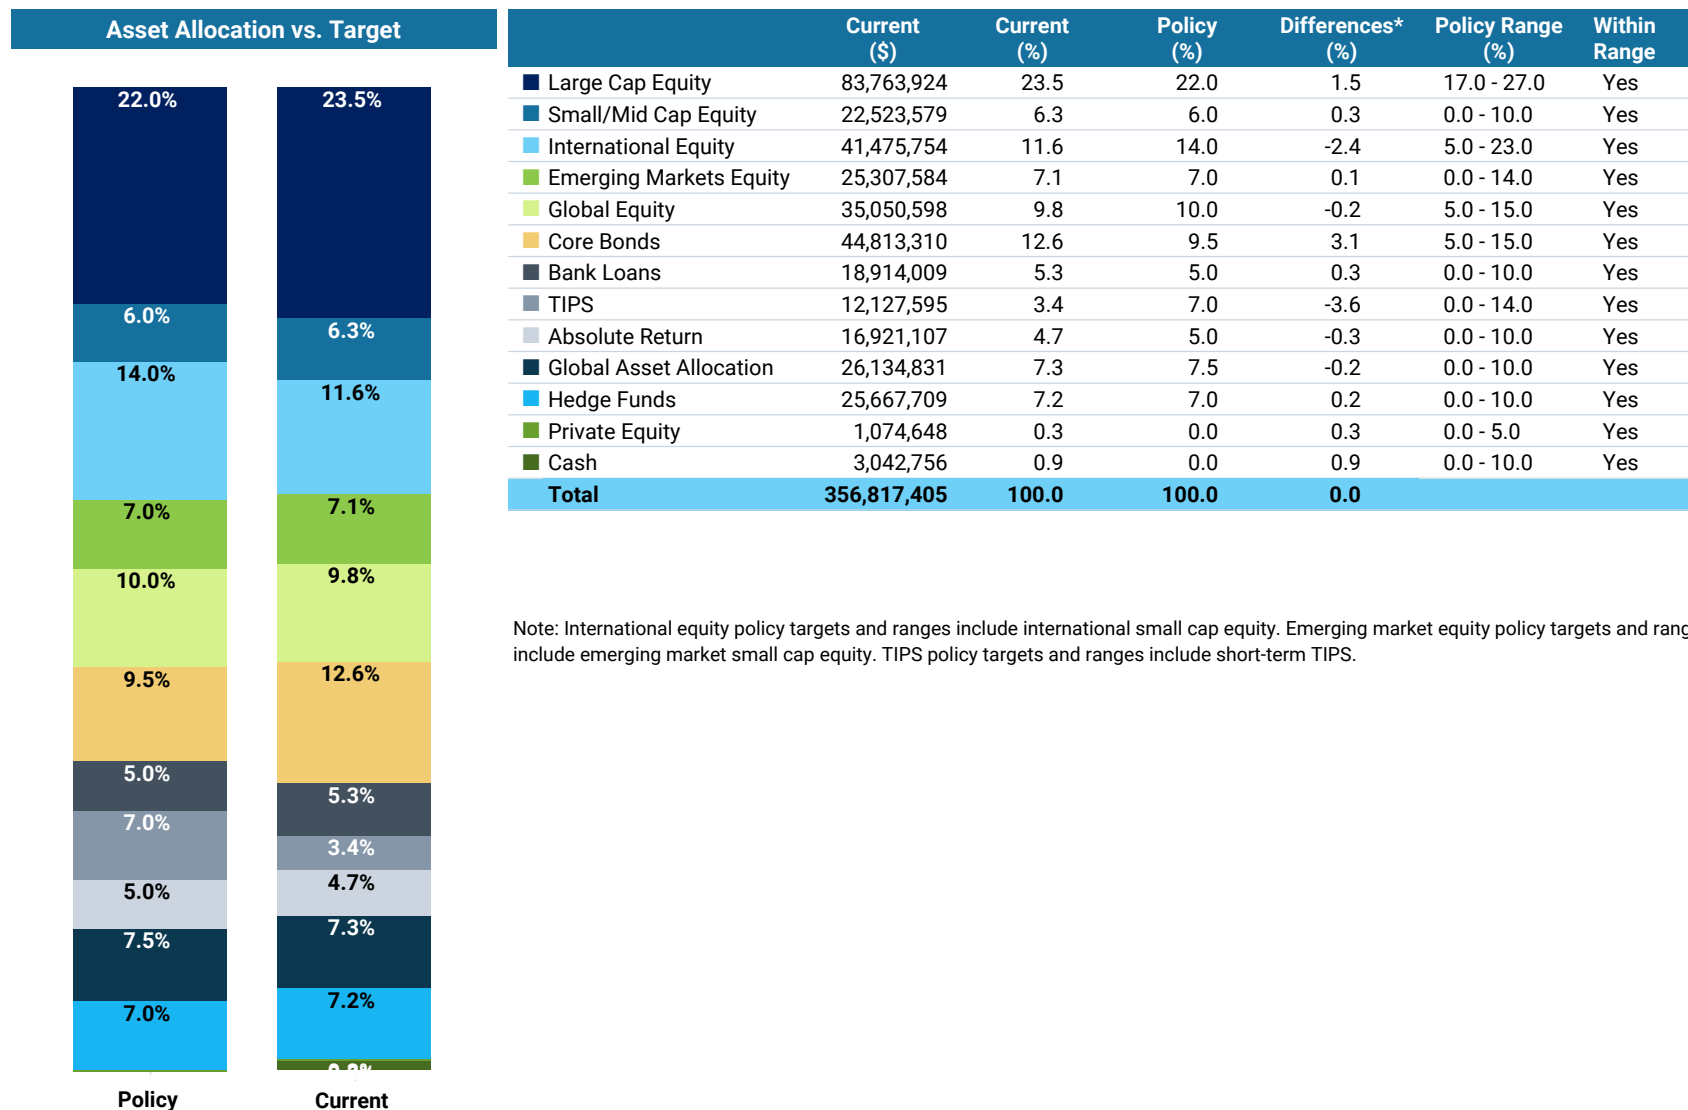 Asset Allocation vs. Target
22.0%
6.0%
14.0%
7.0%
10.0%
9.5%
5.0%
7.0%
5.0%
7.5%
7.0%
Policy
23.5%
6.3%
11.6%
7.1%
9.8%
12.6%
5.3%
3.4%
4.7%
7.3%
7.2%
Current
Current ($) Current (%) Policy (%) Differences* (%) Policy Range (%) Within Range
Large Cap Equity 83,763,924 23.5 22.0 1.5 17.0 - 27.0 Yes
Small/Mid Cap Equity 22,523,579 6.3 6.0 0.3 0.0 - 10.0 Yes
International Equity 41,475,754 11.6 14.0 -2.4 5.0 - 23.0 Yes
Emerging Markets Equity 25,307,584 7.1 7.0 0.1 0.0 - 14.0 Yes
Global Equity 35,050,598 9.8 10.0 -0.2 5.0 - 15.0 Yes
Core Bonds 44,813,310 12.6 9.5 3.1 5.0 - 15.0 Yes
Bank Loans 18,914,009 5.3 5.0 0.3 0.0 - 10.0 Yes
TIPS 12,127,595 3.4 7.0 -3.6 0.0 - 14.0 Yes
Absolute Return 16,921,107 4.7 5.0 -0.3 0.0 - 10.0 Yes
Global Asset Allocation 26,134,831 7.3 7.5 -0.2 0.0 - 10.0 Yes
Hedge Funds 25,667,709 7.2 7.0 0.2 0.0 - 10.0 Yes
Private Equity 1,074,648 0.3 0.0 0.3 0.0 - 5.0 Yes
Cash 3,042,756 0.9 0.0 0.9 0.0 - 10.0 Yes
Total 356,817,405 100.0 100.0 0.0
Note: International equity policy targets and ranges include international small cap equity. Emerging market equity policy targets and rang
include emerging market small cap equity. TIPS policy targets and ranges include short-term TIPS.